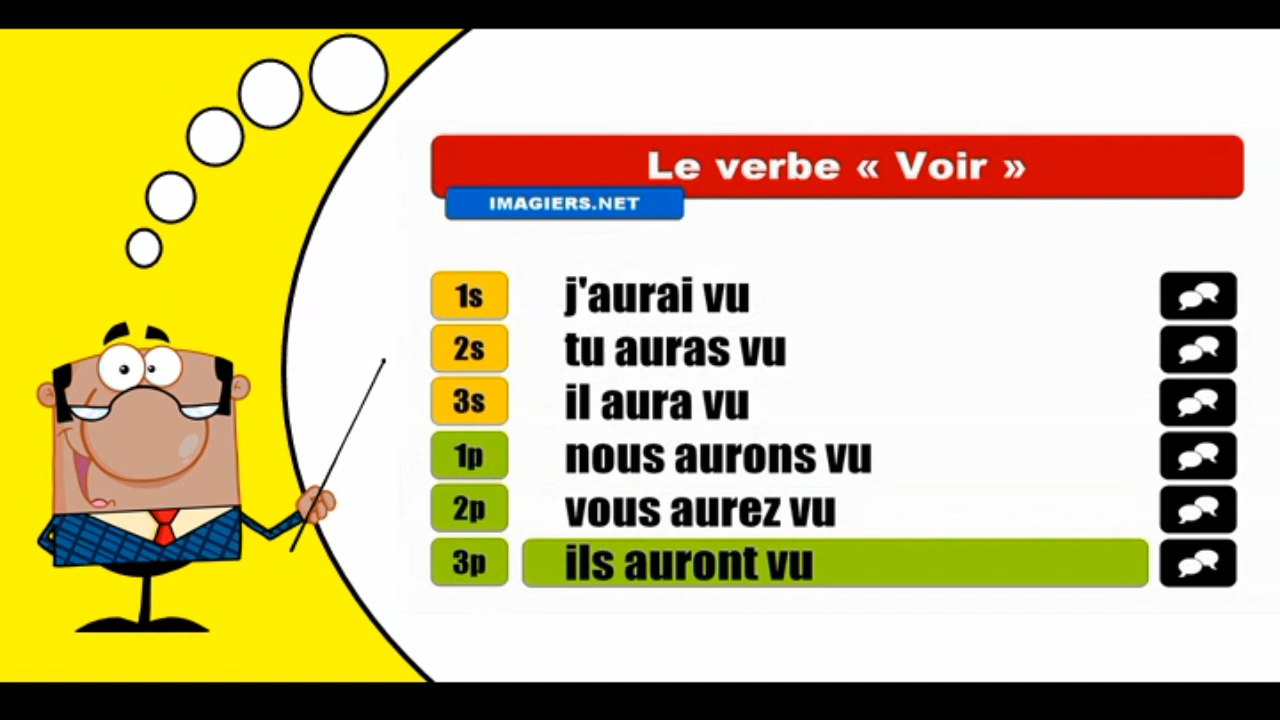 Le verbe « Voir »
IMAGIERS.NET
1s j'aurai vu
2s tu auras vu
3s il aura vu
1p nous aurons vu
2p vous aurez vu
3p ils auront vu